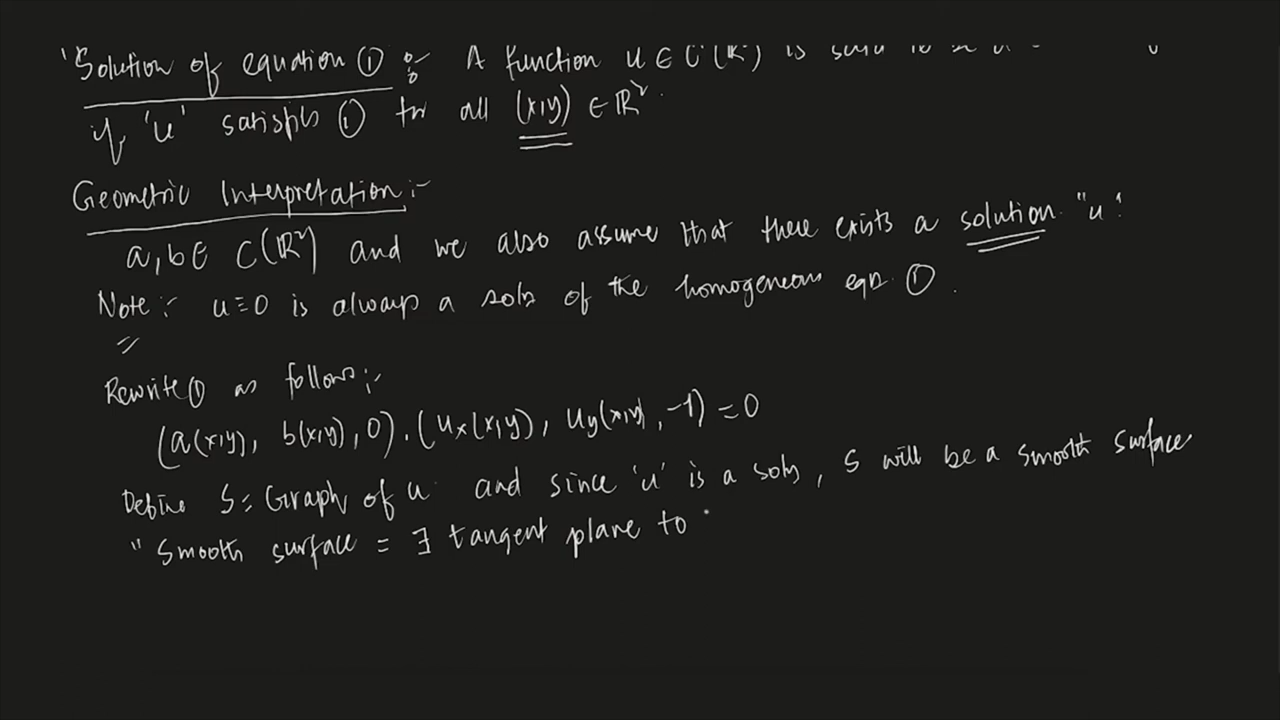 "Solution of equation ① :- A function u ∈ C¹(ℝ²) is said to be a
if 'u' satisfies ① for all (x,y) ∈ ℝ².
Geometric Interpretation:-
a, b ∈ C(ℝ²) and we also assume that there exists a solution "u".
Note:- u ≡ 0 is always a soln of the homogeneous eqn. ① .
Rewrite ① as follows:-
(a(x,y), b(x,y), 0) . (uₓ(x,y), u_y(x,y), -1) = 0
Define S = Graph of u and since 'u' is a soln, S will be a smooth surface
"Smooth surface = ∃ tangent plane to